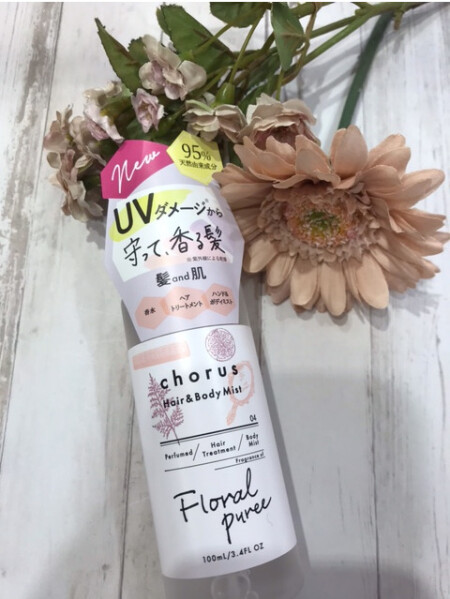 New
95%
天然由来成分
UVダメージ※から
守って、香る髪
※紫外線による乾燥
髪and肌
香水
ヘア
トリートメント
ハンド&
ボディミスト
chorus
Hair&Body Mist
04
Perfumed/Hair Treatment/Body Mist
Fragrance of
Floral
puree
100mL/3.4FL OZ